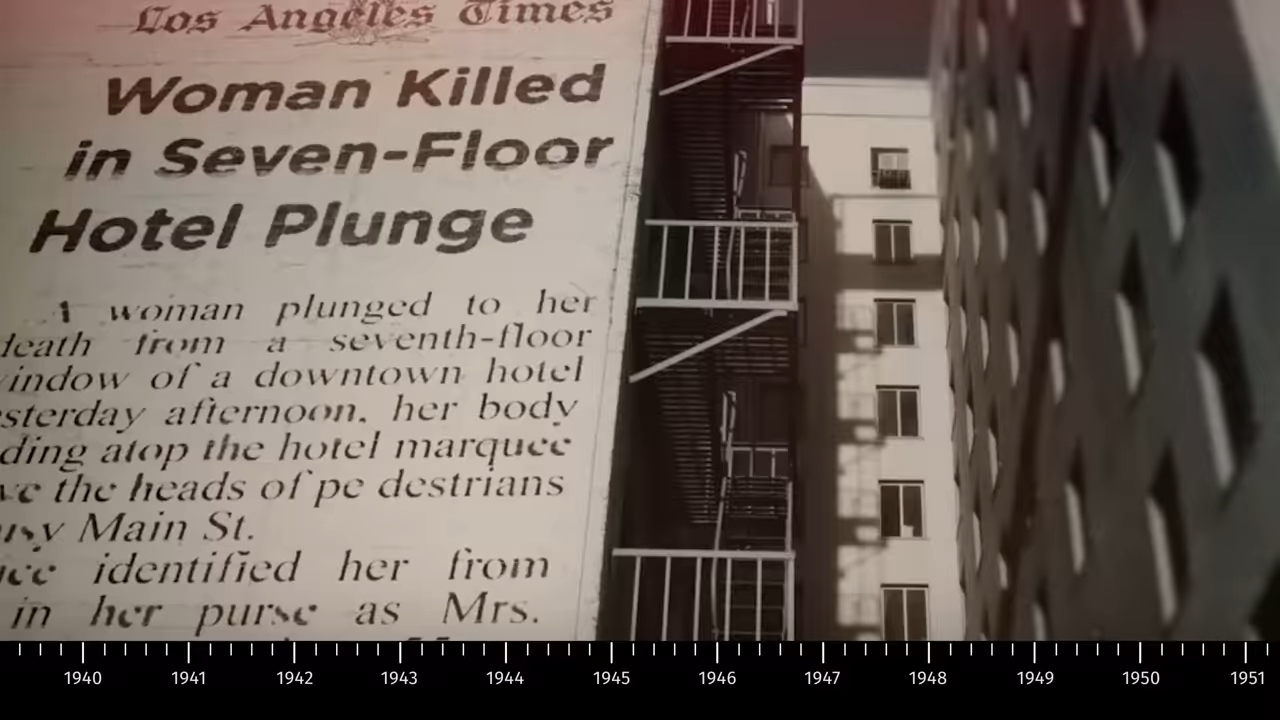 Los Angeles Times
Woman Killed
in Seven-Floor
Hotel Plunge
woman plunged to her
death from a seventh-floor
of a downtown hotel
afternoon, her body
atop the hotel marquee
the heads of pe destrians
Main St.
identified her from
in her purse as Mrs.
1940 1941 1942 1943 1944 1945 1946 1947 1948 1949 1950 1951